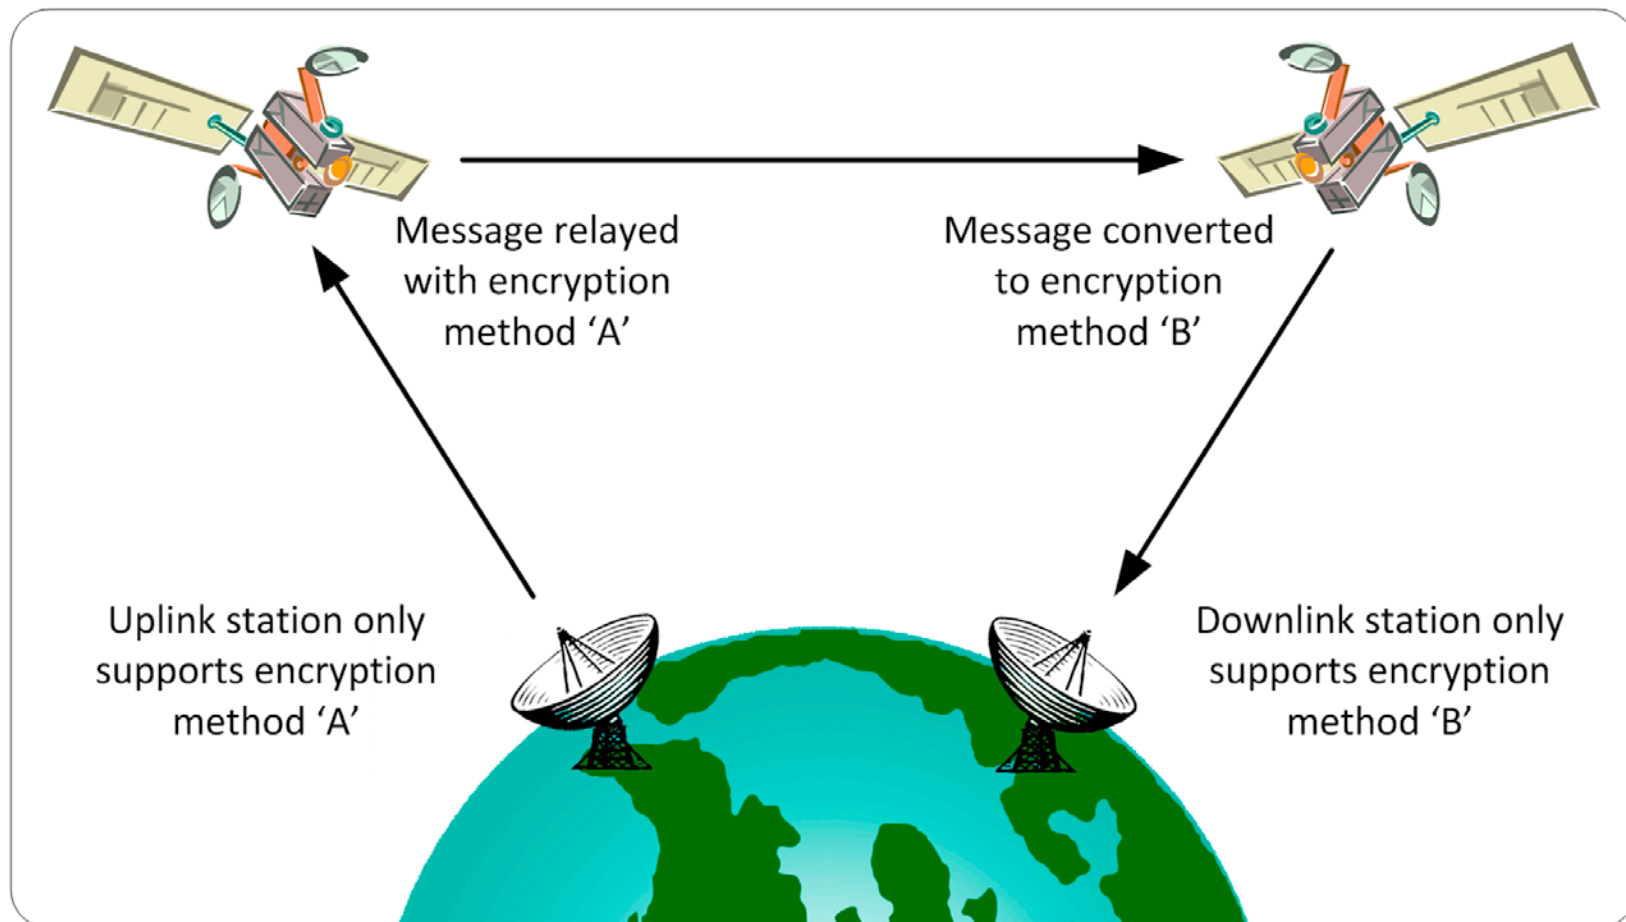 Message relayed
with encryption
method ‘A’
Message converted
to encryption
method ‘B’
Uplink station only
supports encryption
method ‘A’
Downlink station only
supports encryption
method ‘B’